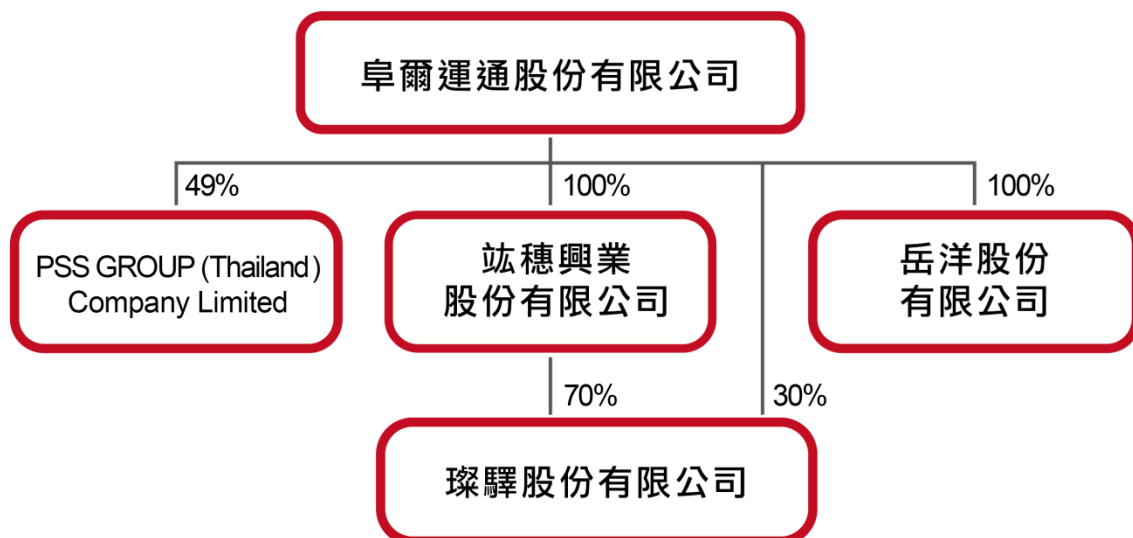 阜爾運通股份有限公司
49%
100%
100%
PSS GROUP (Thailand)
Company Limited
竑穗興業
股份有限公司
岳洋股份
有限公司
70%
30%
璨驛股份有限公司